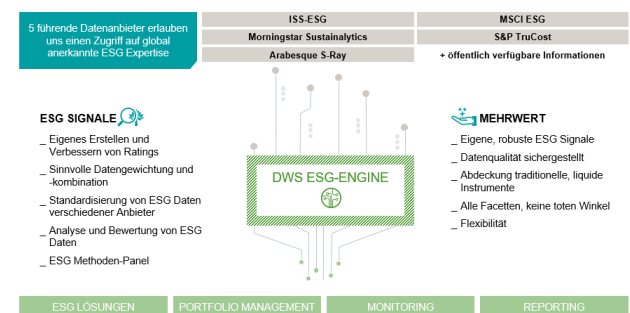 5 führende Datenanbieter erlauben
uns einen Zugriff auf global
anerkannte ESG Expertise
ISS-ESG
MSCI ESG
Morningstar Sustainalytics
S&P TruCost
Arabesque S-Ray
+ öffentlich verfügbare Informationen
ESG SIGNALE
_ Eigenes Erstellen und
Verbessern von Ratings
_ Sinnvolle Datengewichtung und
-kombination
_ Standardisierung von ESG Daten
verschiedener Anbieter
_ Analyse und Bewertung von ESG
Daten
_ ESG Methoden-Panel
DWS ESG-ENGINE
MEHRWERT
_ Eigene, robuste ESG Signale
_ Datenqualität sichergestellt
_ Abdeckung traditionelle, liquide
Instrumente
_ Alle Facetten, keine toten Winkel
_ Flexibilität
ESG LÖSUNGEN
PORTFOLIO MANAGEMENT
MONITORING
REPORTING